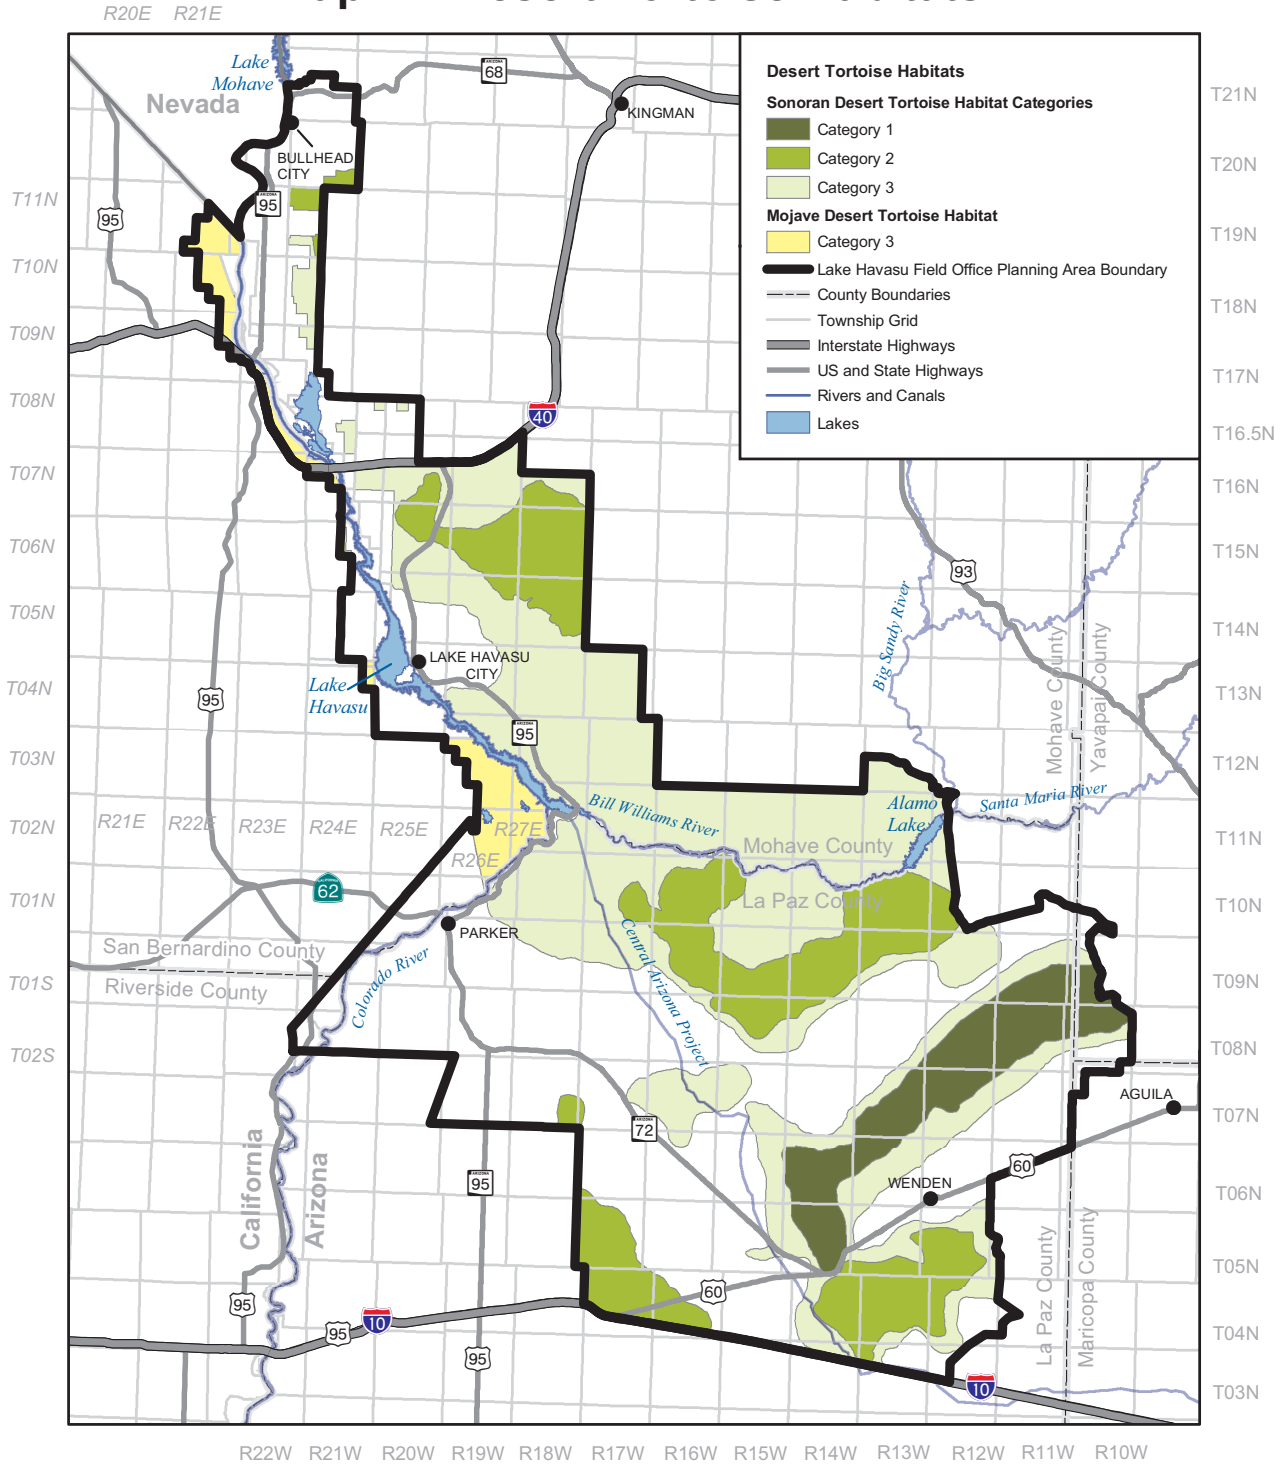 R20E R21E
Desert Tortoise Habitats
Sonoran Desert Tortoise Habitat Categories
Category 1
Category 2
Category 3
Mojave Desert Tortoise Habitat
Category 3
Lake Havasu Field Office Planning Area Boundary
County Boundaries
Township Grid
Interstate Highways
US and State Highways
Rivers and Canals
Lakes
Lake
Mohave
Nevada
ARIZONA
68
KINGMAN
BULLHEAD
CITY
ARIZONA
95
95
40
93
Big Sandy River
Mohave County
Yavapai County
LAKE HAVASU
CITY
Lake
Havasu
95
ARIZONA
95
Bill Williams River
Alamo
Lake
Santa Maria River
R21E R22E R23E R24E R25E R27E
R26E
Mohave County
La Paz County
CALIFORNIA
62
PARKER
San Bernardino County
Riverside County
Colorado River
Central Arizona Project
AGUILA
ARIZONA
72
60
WENDEN
ARIZONA
95
California
Arizona
60
La Paz County
Maricopa County
95
10
95
95
10
T11N
T10N
T09N
T08N
T07N
T06N
T05N
T04N
T03N
T02N
T01N
T01S
T02S
T21N
T20N
T19N
T18N
T17N
T16.5N
T16N
T15N
T14N
T13N
T12N
T11N
T10N
T09N
T08N
T07N
T06N
T05N
T04N
T03N
R22W R21W R20W R19W R18W R17W R16W R15W R14W R13W R12W R11W R10W